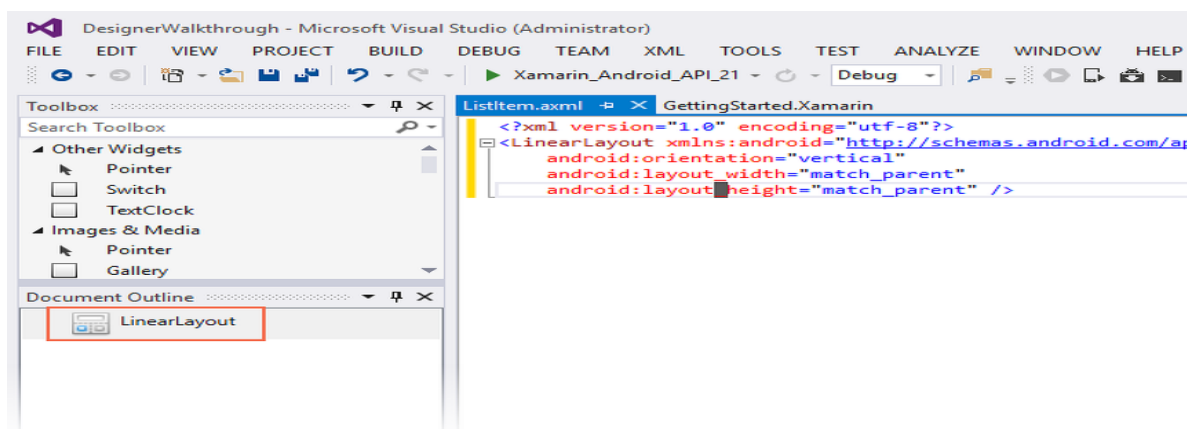 DesignerWalkthrough - Microsoft Visual Studio (Administrator)
FILE EDIT VIEW PROJECT BUILD DEBUG TEAM XML TOOLS TEST ANALYZE WINDOW HELP
Xamarin_Android_API_21 Debug
Toolbox
Search Toolbox
Other Widgets
Pointer
Switch
TextClock
Images & Media
Pointer
Gallery
Document Outline
LinearLayout
ListItem.axml GettingStarted.Xamarin
<?xml version="1.0" encoding="utf-8"?>
<LinearLayout xmlns:android="http://schemas.android.com/ap
android:orientation="vertical"
android:layout_width="match_parent"
android:layout_height="match_parent" />